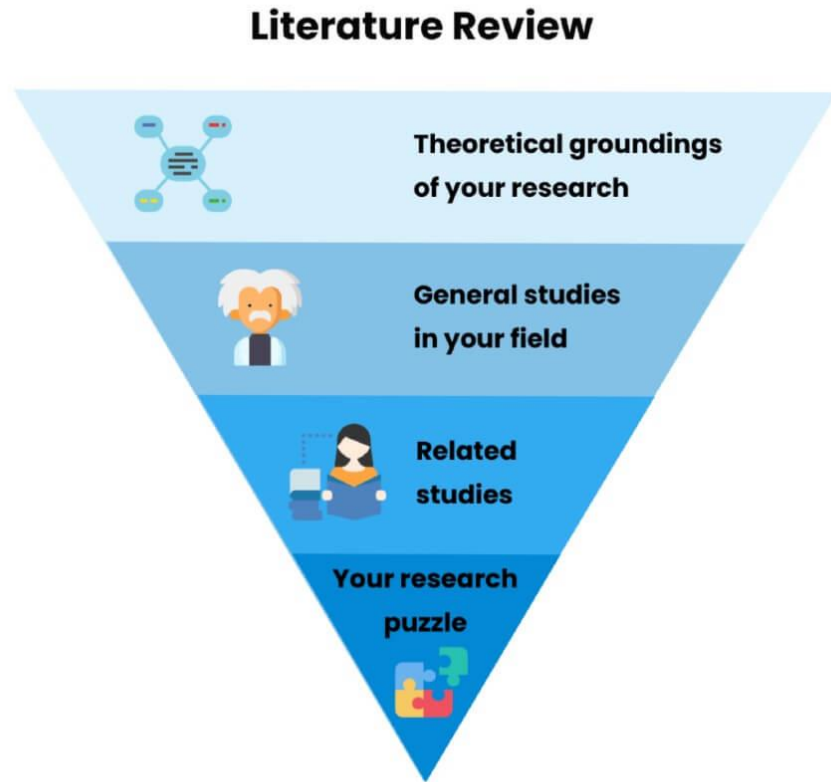 Literature Review
Theoretical groundings
of your research
General studies
in your field
Related
studies
Your research
puzzle